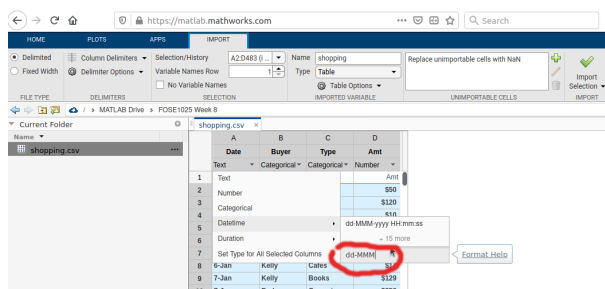 https://matlab.mathworks.com
Search
HOME PLOTS APPS IMPORT
Delimited Column Delimiters Selection/History A2:D483 (i ... Name shopping Replace unimportable cells with NaN
Fixed Width Delimiter Options Variable Names Row 1 Type Table Import
No Variable Names Table Options Selection
FILE TYPE DELIMITERS SELECTION IMPORTED VARIABLE UNIMPORTABLE CELLS IMPORT
/ > MATLAB Drive > FOSE1025 Week 8
Current Folder shopping.csv ×
Name A B C D
shopping.csv Date Buyer Type Amt
Text Categorical Categorical Number
1 Text Amt
2 Number $50
3 Categorical $120
4 $10
5 Datetime dd-MMM-yyyy HH:mm:ss
6 Duration + 15 more
7 Set Type for All Selected Columns dd-MMM Format Help
8 6-Jan Kelly Cafes
9 7-Jan Kelly Books $129